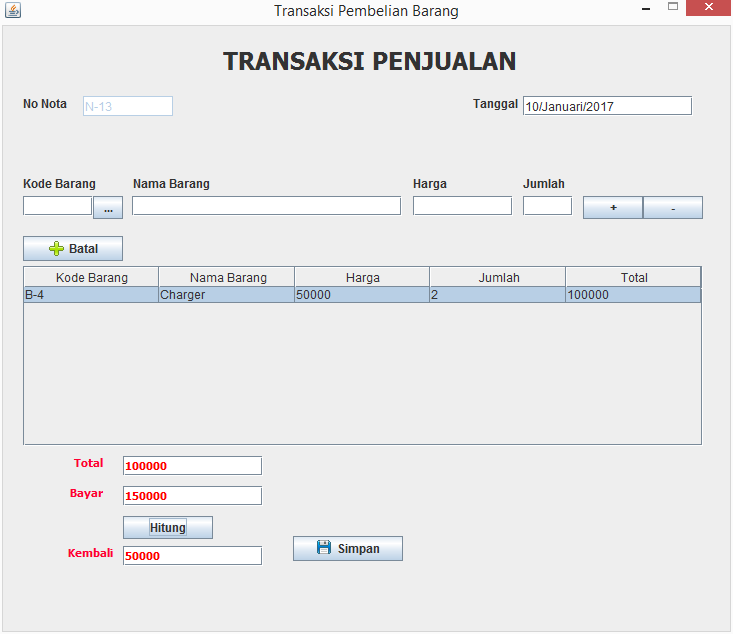 Transaksi Pembelian Barang
TRANSAKSI PENJUALAN
No Nota N-13 Tanggal 10/Januari/2017
Kode Barang Nama Barang Harga Jumlah
... + -
Batal
Kode Barang Nama Barang Harga Jumlah Total
B-4 Charger 50000 2 100000
Total 100000
Bayar 150000
Hitung
Kembali 50000
Simpan